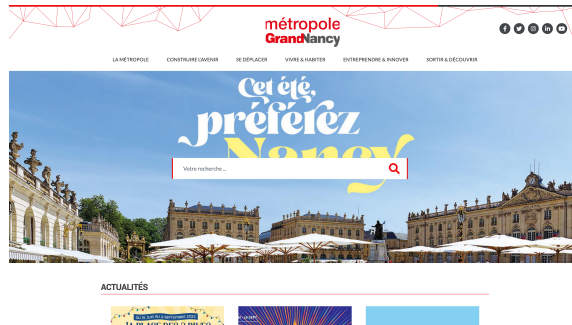 métropole
GrandNancy
LA MÉTROPOLE CONSTRUIRE L'AVENIR SE DÉPLACER VIVRE & HABITER ENTREPRENDRE & INNOVER SORTIR & DÉCOUVRIR
Cet été,
préférez
Nancy
Votre recherche ...
ACTUALITÉS